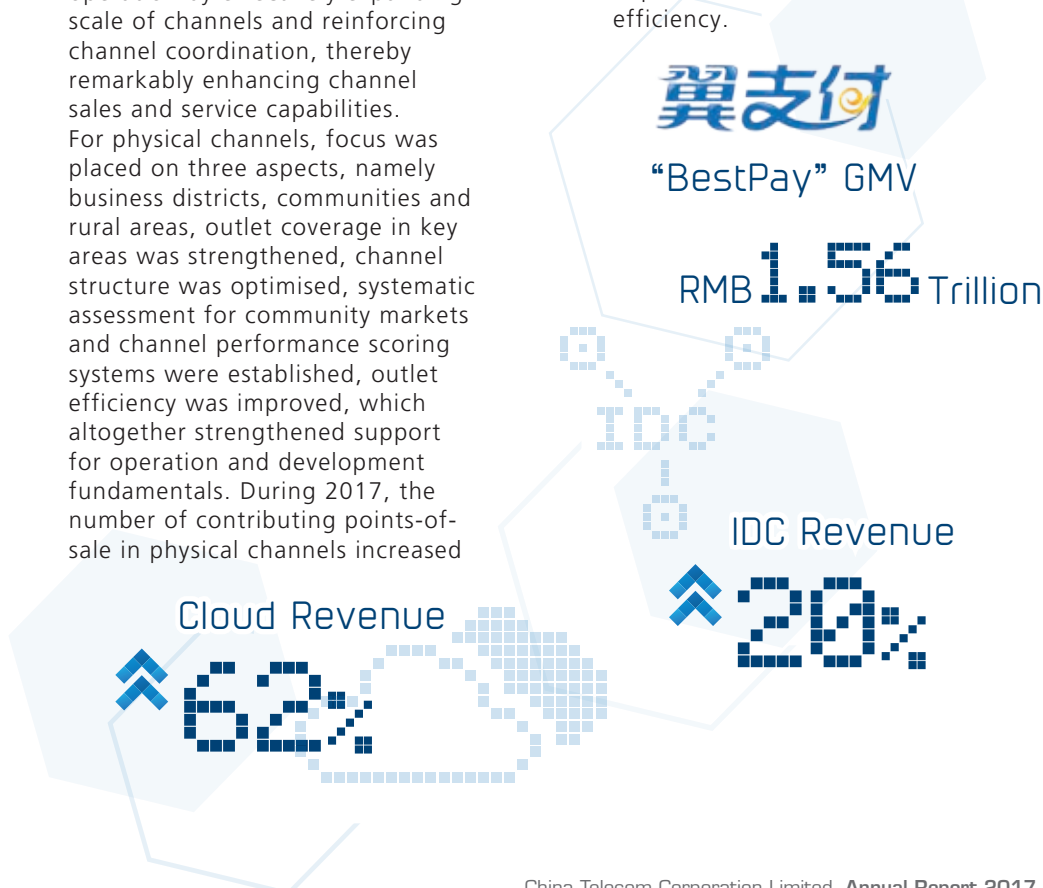 scale of channels and reinforcing
channel coordination, thereby
remarkably enhancing channel
sales and service capabilities.
For physical channels, focus was
placed on three aspects, namely
business districts, communities and
rural areas, outlet coverage in key
areas was strengthened, channel
structure was optimised, systematic
assessment for community markets
and channel performance scoring
systems were established, outlet
efficiency was improved, which
altogether strengthened support
for operation and development
fundamentals. During 2017, the
number of contributing points-of-
sale in physical channels increased
efficiency.
翼支付
“BestPay” GMV
RMB 1.56 Trillion
IDC
IDC Revenue
20%
Cloud Revenue
62%
China Telecom Corporation Limited Annual Report 2017